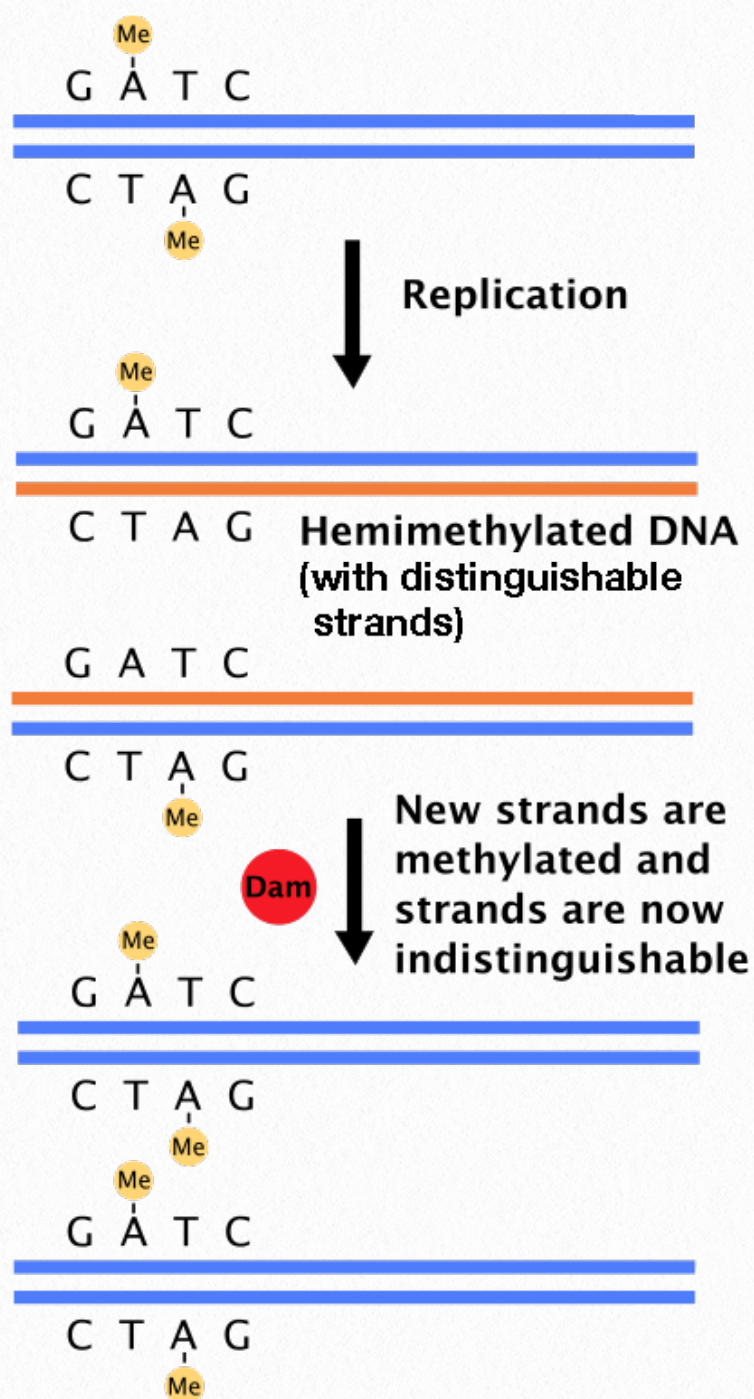 Me
G A T C
C T A G
Me
Replication
Me
G A T C
C T A G
Hemimethylated DNA
(with distinguishable
strands)
G A T C
C T A G
Me
Dam
New strands are
methylated and
strands are now
indistinguishable
Me
G A T C
C T A G
Me
Me
G A T C
C T A G
Me